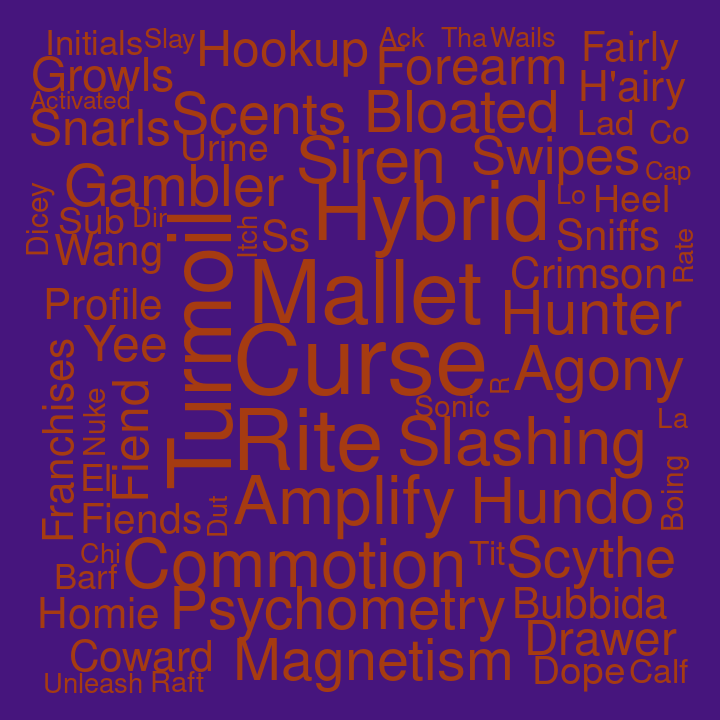 Initials Slay Hookup Ack Tha Wails Fairly
Growls Forearm H'airy
Activated Scents Bloated Lad Co
Snarls Urine Siren Swipes Cap
Gambler Hybrid Lo Heel
Dicey Sub Dir Itch Ss Sniffs Rate
Wang Turmoil Mallet Crimson
Profile Hunter
Yee Curse Agony
Franchises Nuke Fiend R
Sonic La
Rite Slashing
El Boing
Fiends Dut Amplify Hundo
Chi Commotion Tit Scythe
Barf
Homie Psychometry Bubbida
Coward Magnetism Drawer
Unleash Raft Dope Calf